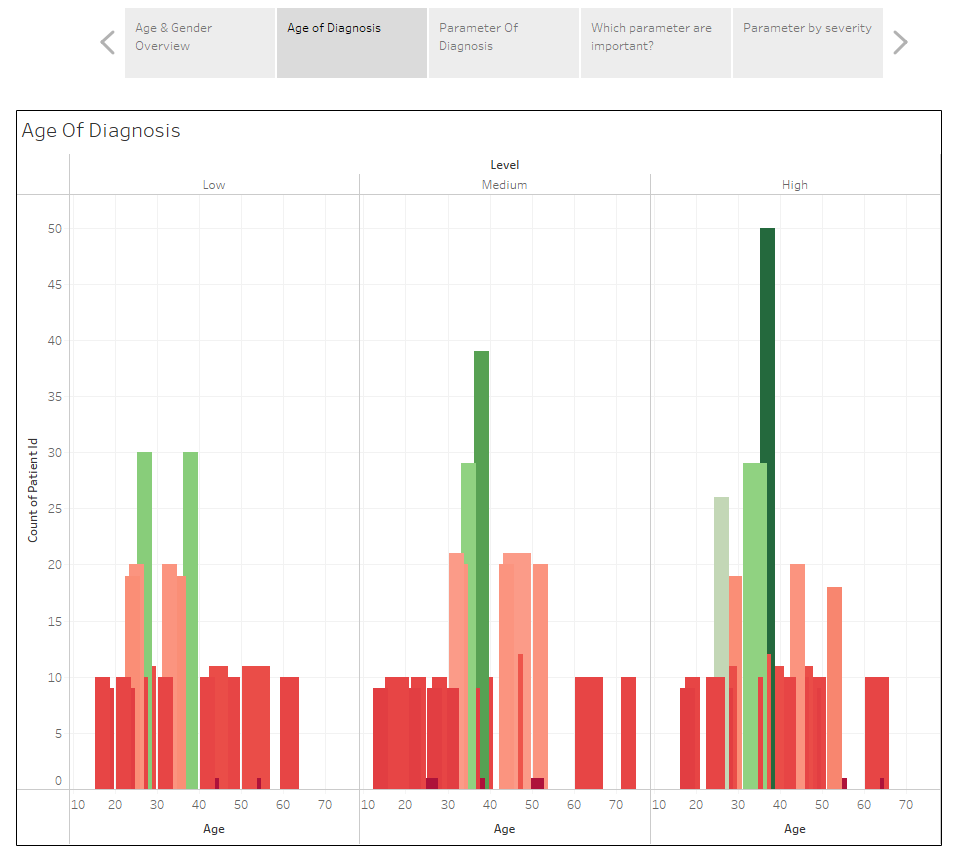 Age & Gender
Overview
Age of Diagnosis
Parameter Of
Diagnosis
Which parameter are
important?
Parameter by severity
Age Of Diagnosis
Level
Low
Medium
High
50
45
40
35
30
25
20
15
10
5
0
Count of Patient Id
10 20 30 40 50 60 70
10 20 30 40 50 60 70
10 20 30 40 50 60 70
Age
Age
Age